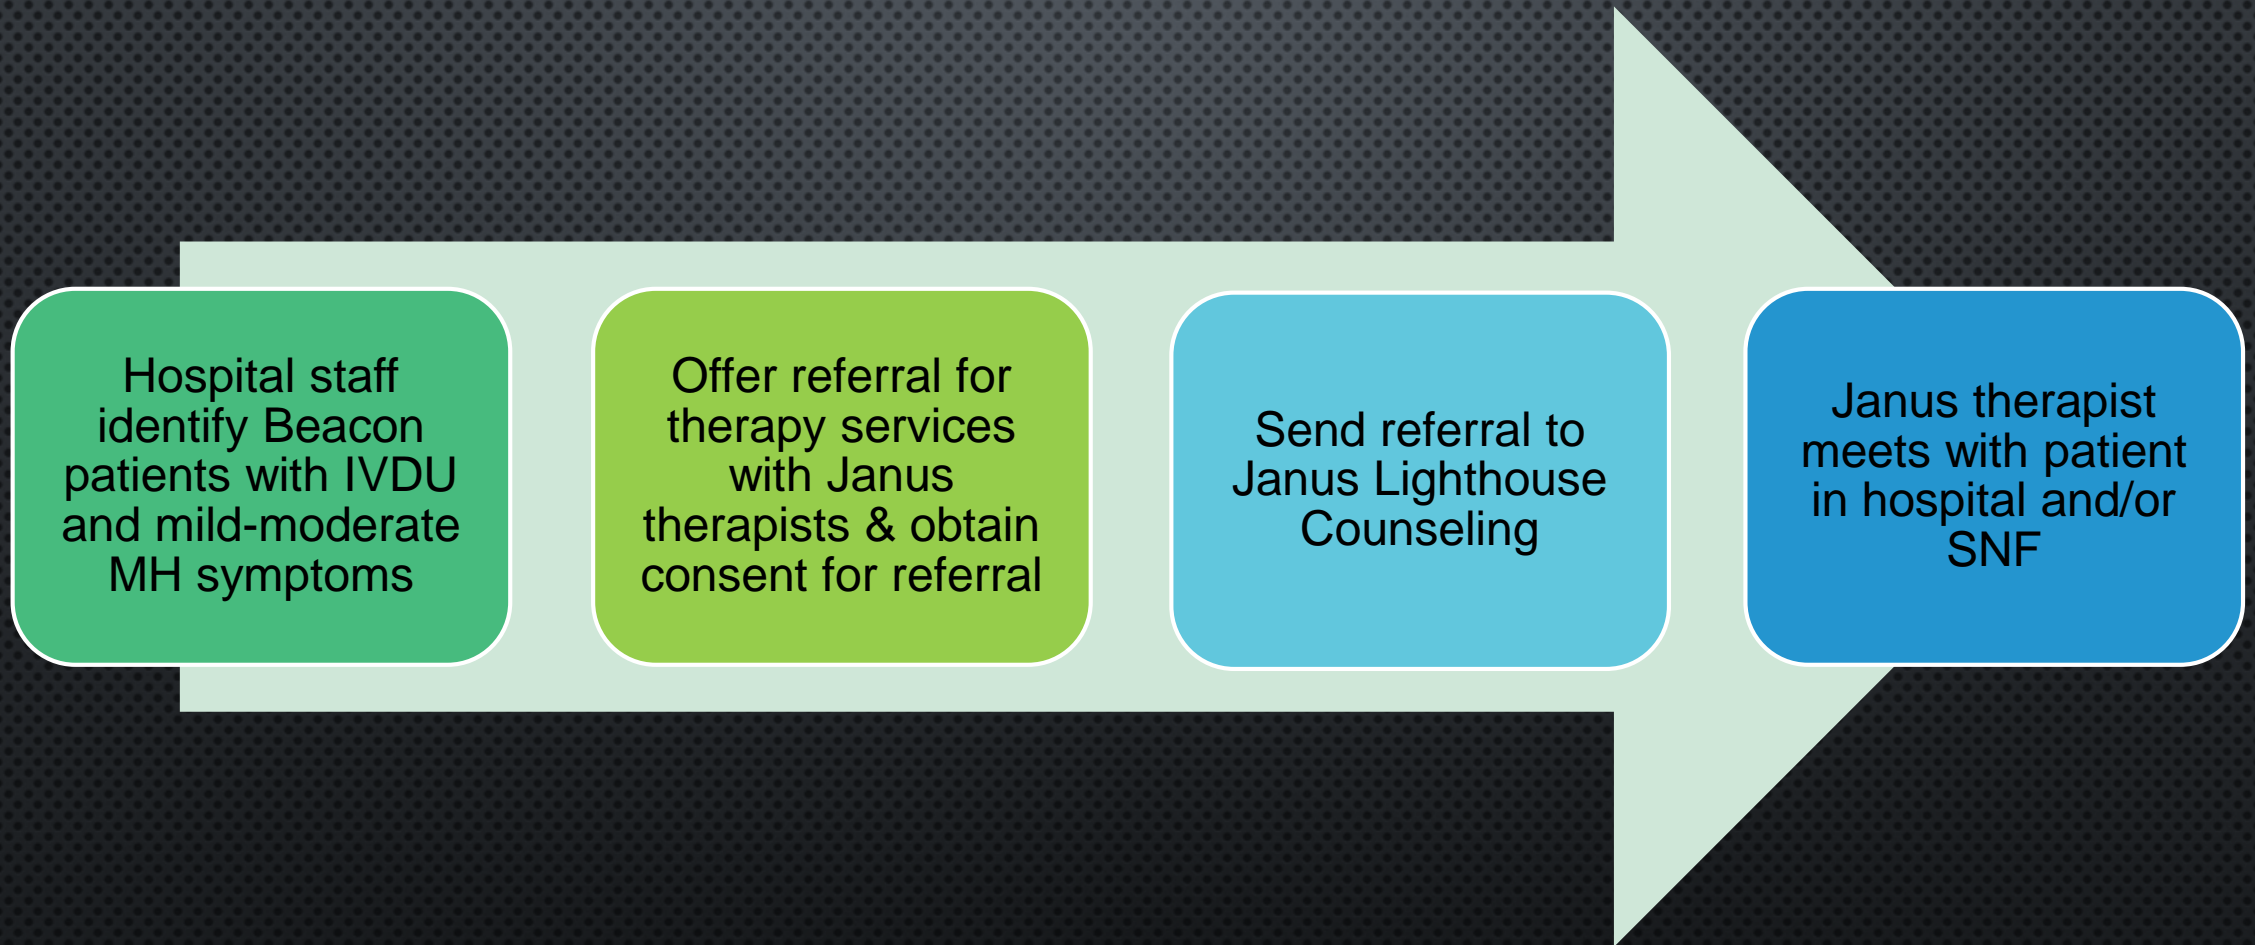 Hospital staff
identify Beacon
patients with IVDU
and mild-moderate
MH symptoms
Offer referral for
therapy services
with Janus
therapists & obtain
consent for referral
Send referral to
Janus Lighthouse
Counseling
Janus therapist
meets with patient
in hospital and/or
SNF